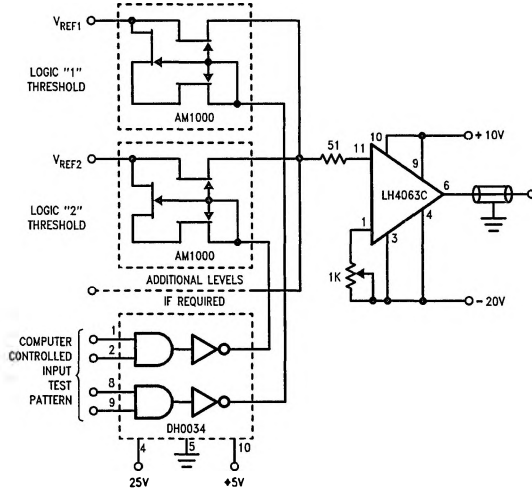 VREF1
LOGIC "1"
THRESHOLD
AM1000
VREF2
LOGIC "2"
THRESHOLD
AM1000
51
11
10
9
+10V
LH4063C
6
1
3
4
1K
-20V
ADDITIONAL LEVELS
IF REQUIRED
COMPUTER
CONTROLLED
INPUT
TEST
PATTERN
1
2
8
9
DH0034
4
5
10
25V
+5V